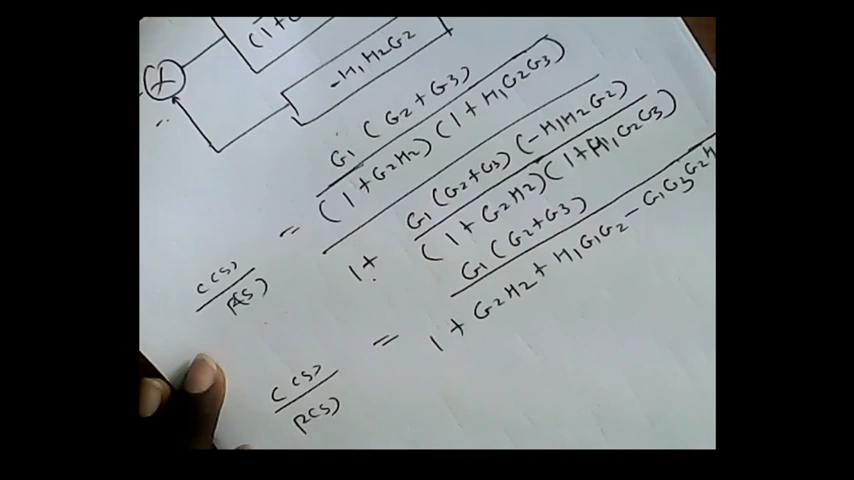 (1+G
-H1H2G2
G1(G2+G3)
(1+G2H2)(1+H1G2G3)
C(S)/R(S) =
G1(G2+G3)(-H1H2G2)
1+
(1+G2H2)(1+H1G2G3)
C(S)/R(S) =
G1(G2+G3)
1+G2H2+H1G1G2-G1G3G2H